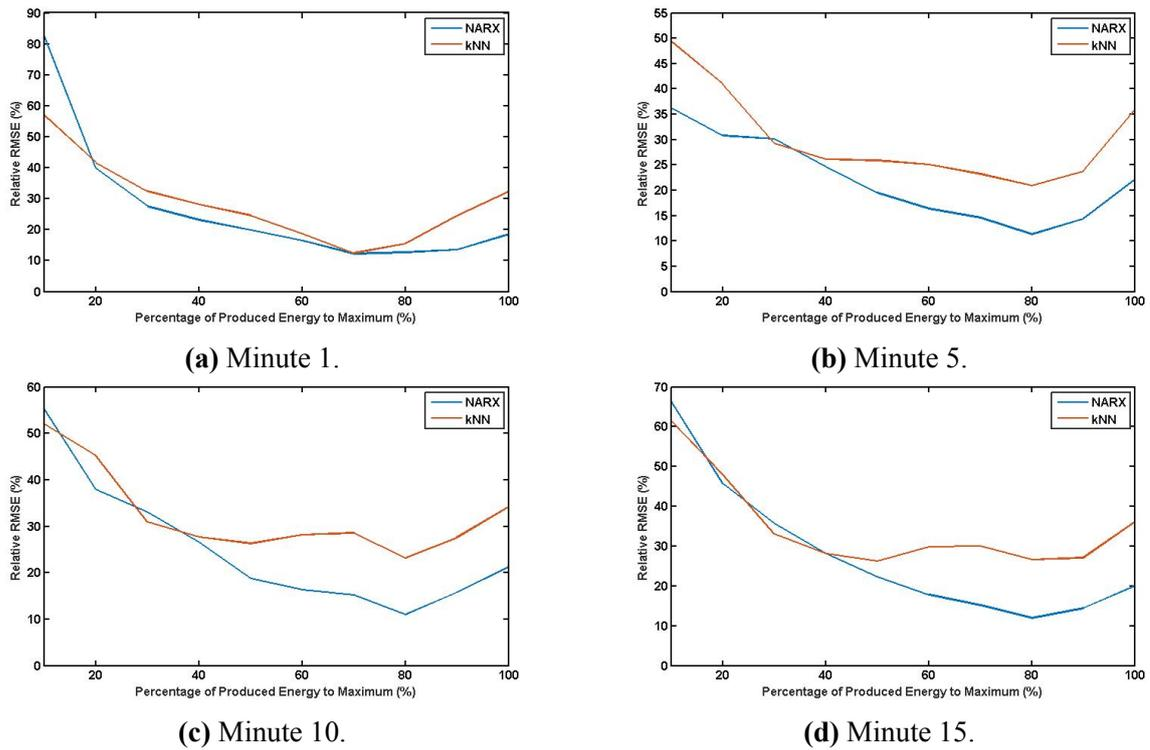 90
80
70
60
50
40
30
20
10
0
Relative RMSE (%)
NARX
kNN
20 40 60 80 100
Percentage of Produced Energy to Maximum (%)
(a) Minute 1.
55
50
45
40
35
30
25
20
15
10
5
0
Relative RMSE (%)
NARX
kNN
20 40 60 80 100
Percentage of Produced Energy to Maximum (%)
(b) Minute 5.
60
50
40
30
20
10
0
Relative RMSE (%)
NARX
kNN
20 40 60 80 100
Percentage of Produced Energy to Maximum (%)
(c) Minute 10.
70
60
50
40
30
20
10
0
Relative RMSE (%)
NARX
kNN
20 40 60 80 100
Percentage of Produced Energy to Maximum (%)
(d) Minute 15.